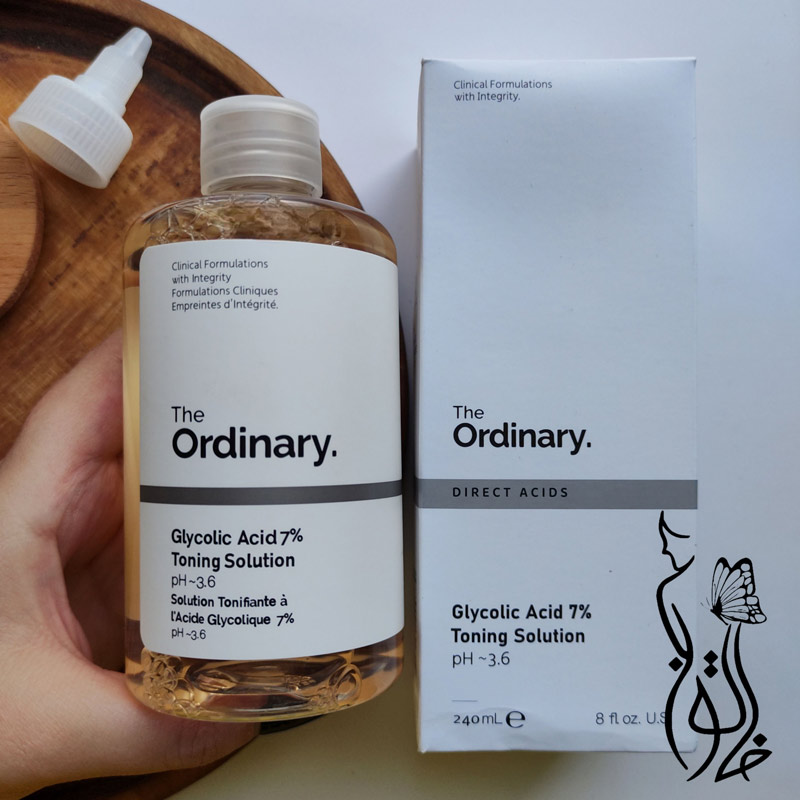 Clinical Formulations
with Integrity
Formulations Cliniques
Empreintes d'Intégrité.
The
Ordinary.
Glycolic Acid 7%
Toning Solution
pH ~3.6
Solution Tonifiante à
l'Acide Glycolique 7%
pH ~3.6
Clinical Formulations
with Integrity.
The
Ordinary.
DIRECT ACIDS
Glycolic Acid 7%
Toning Solution
pH ~3.6
240 mL ℮ 8 fl oz. U.S